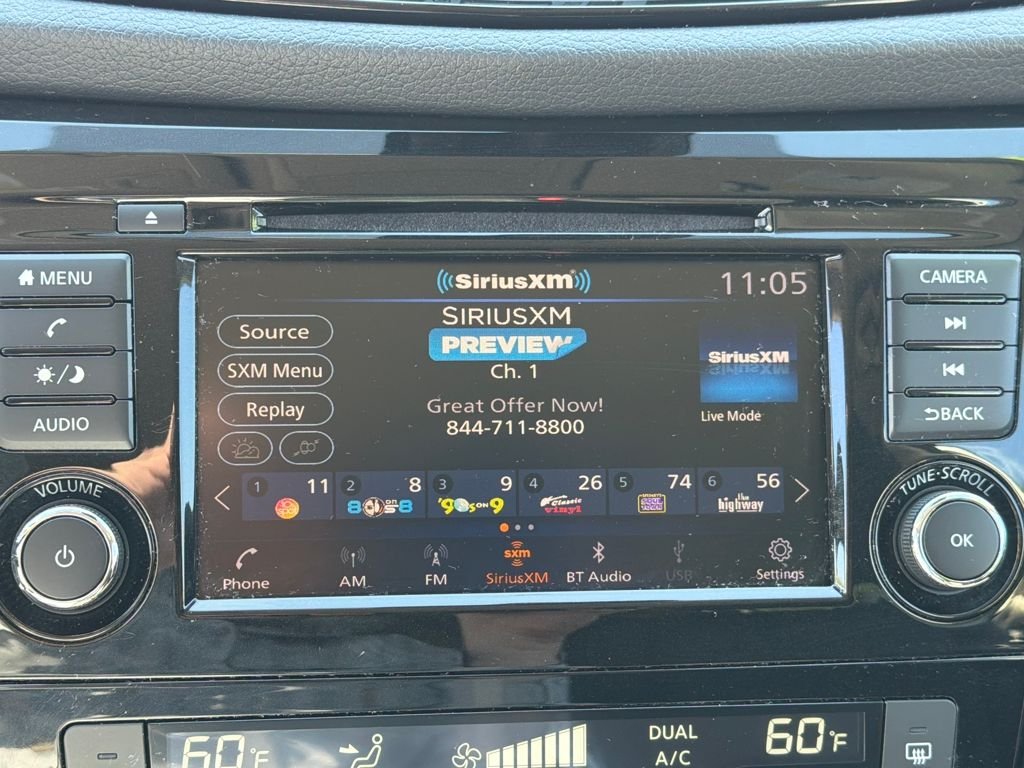 MENU
AUDIO
VOLUME
SiriusXM
11:05
SIRIUSXM
PREVIEW
Ch. 1
Great Offer Now!
844-711-8800
Source
SXM Menu
Replay
SiriusXM
Live Mode
1 11
2 8
80s on 8
3 9
'90s on 9
4 26
Classic vinyl
5 74
6 56
the highway
Phone
AM
FM
sxm
SiriusXM
BT Audio
USB
Settings
CAMERA
BACK
TUNE·SCROLL
OK
60°F
DUAL
A/C
60°F